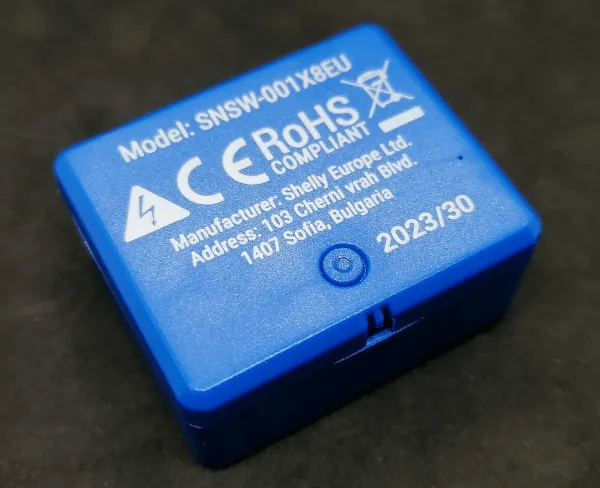 Model: SNSW-001X8EU
CE RoHS
COMPLIANT
Manufacturer: Shelly Europe Ltd.
Address: 103 Cherni vrah Blvd.
1407 Sofia, Bulgaria
2023/30